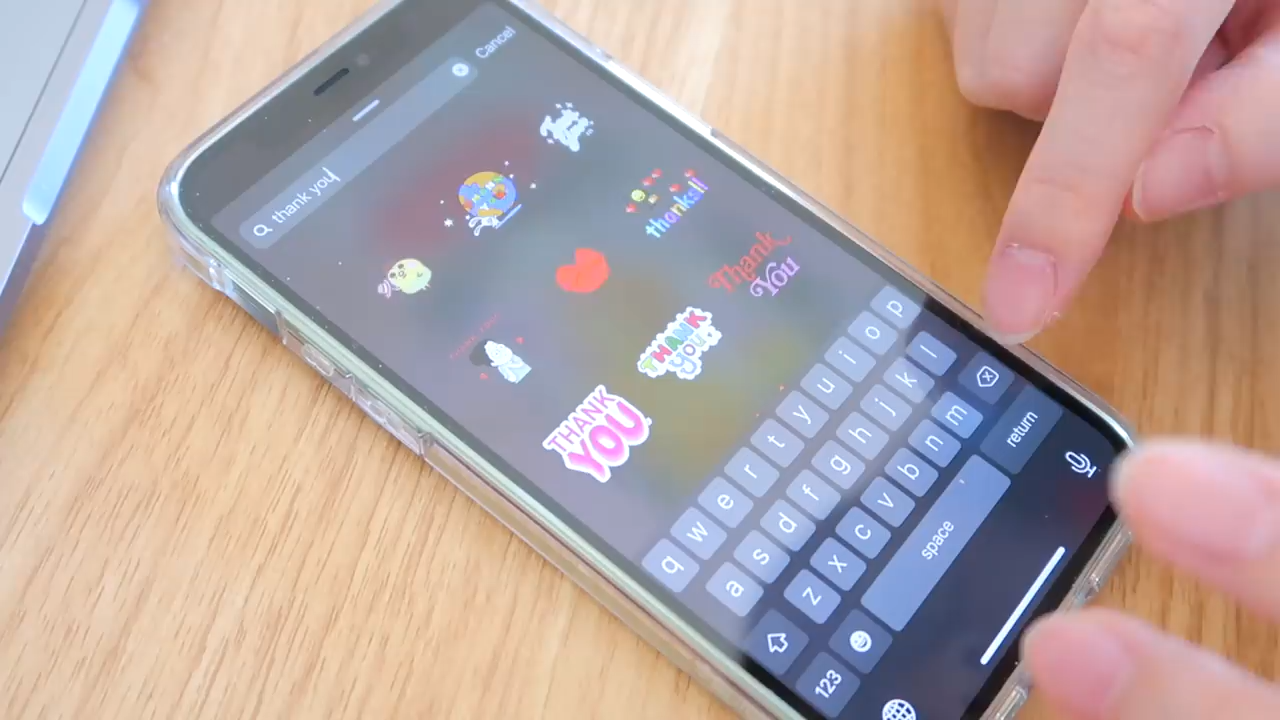 Cancel
thank you
thanks!!
Thank
You
THANK
you
THANK
YOU
q w e r t y u i o p
a s d f g h j k l
z x c v b n m
123
space
return